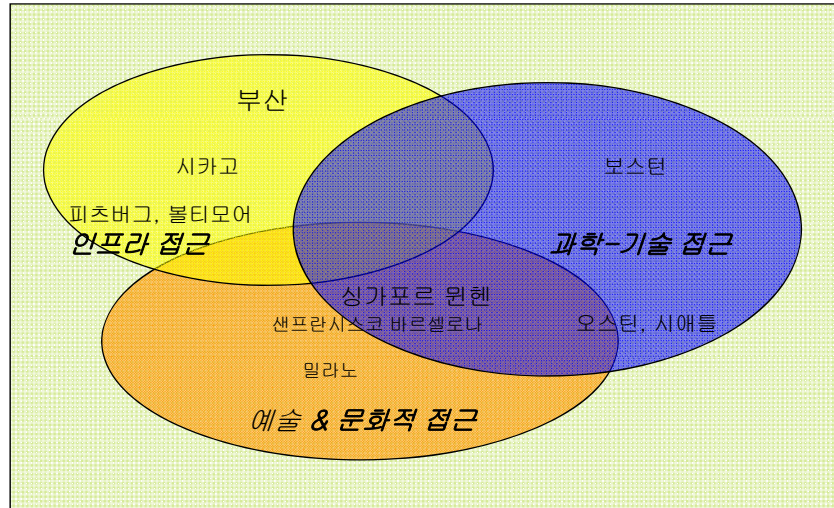 부산
시카고
보스턴
피츠버그, 볼티모어
인프라 접근
과학-기술 접근
싱가포르 뮌헨
샌프란시스코 바르셀로나
오스틴, 시애틀
밀라노
예술 & 문화적 접근